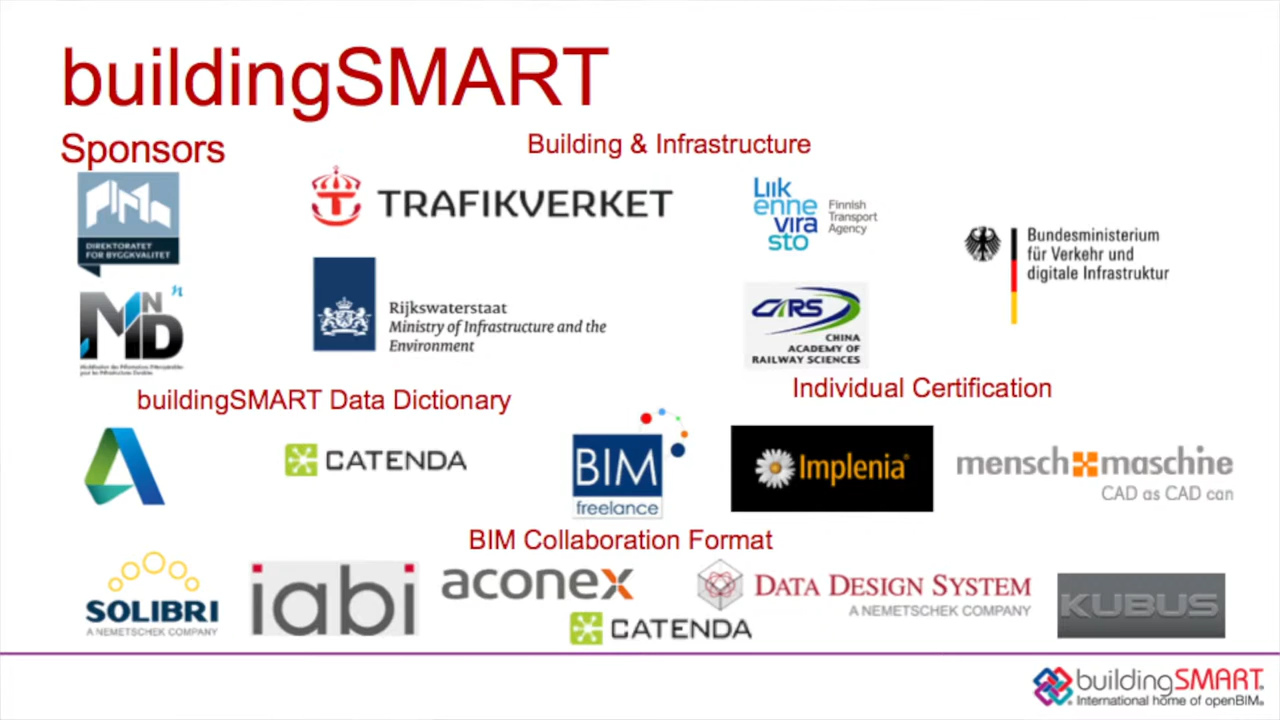 buildingSMART
Sponsors
Building & Infrastructure
DIREKTORATET
FOR BYGGKVALITET
TRAFIKVERKET
Liik
enne
vira
sto
Finnish
Transport
Agency
Bundesministerium
für Verkehr und
digitale Infrastruktur
MN
D
n
Rijkswaterstaat
Ministry of Infrastructure and the
Environment
CARS
CHINA
ACADEMY OF
RAILWAY SCIENCES
buildingSMART Data Dictionary
Individual Certification
CATENDA
BIM
freelance
Implenia®
mensch maschine
CAD as CAD can
BIM Collaboration Format
SOLIBRI
A NEMETSCHEK COMPANY
iabi
aconex
CATENDA
DATA DESIGN SYSTEM
A NEMETSCHEK COMPANY
KUBUS
buildingSMART®
International home of openBIM®